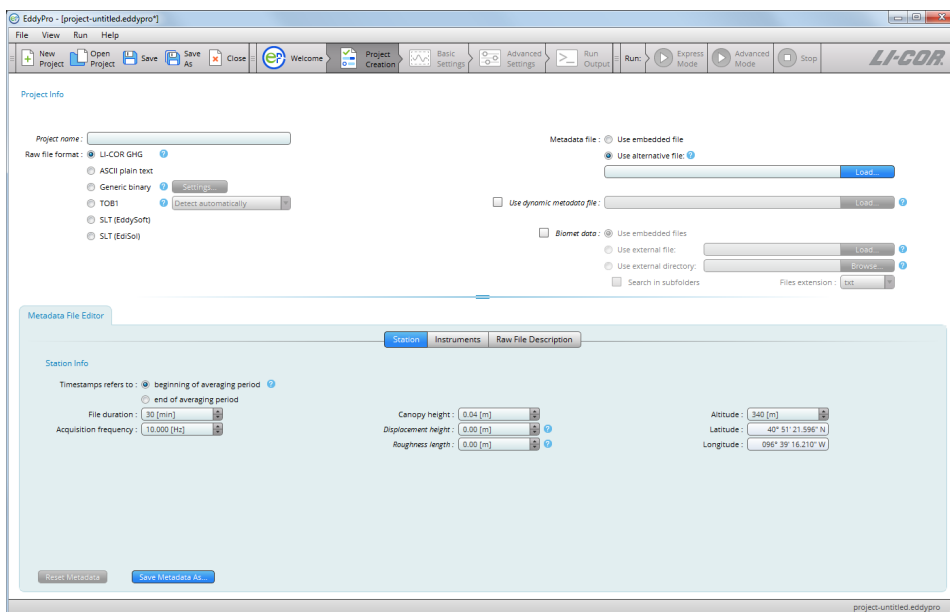 EddyPro - [project-untitled.eddypro*]
File View Run Help
New Project Open Project Save Save As Close Welcome Project Creation Basic Settings Advanced Settings Run Output Run: Express Mode Advanced Mode Stop LI-COR.
Project Info
Project name :
Raw file format : LI-COR GHG ?
ASCII plain text
Generic binary ? Settings...
TOB1 ? Detect automatically
SLT (EddySoft)
SLT (EdiSol)
Metadata file : Use embedded file
Use alternative file: ?
Load...
Use dynamic metadata file : Load... ?
Biomet data : Use embedded files
Use external file: Load... ?
Use external directory: Browse... ?
Search in subfolders Files extension : txt
Metadata File Editor
Station Instruments Raw File Description
Station Info
Timestamps refers to : beginning of averaging period ?
end of averaging period
File duration : 30 [min]
Acquisition frequency : 10.000 [Hz]
Canopy height : 0.04 [m]
Displacement height : 0.00 [m] ?
Roughness length : 0.00 [m] ?
Altitude : 340 [m]
Latitude : 40° 51' 21.596" N
Longitude : 096° 39' 16.210" W
Reset Metadata Save Metadata As...
project-untitled.eddypro